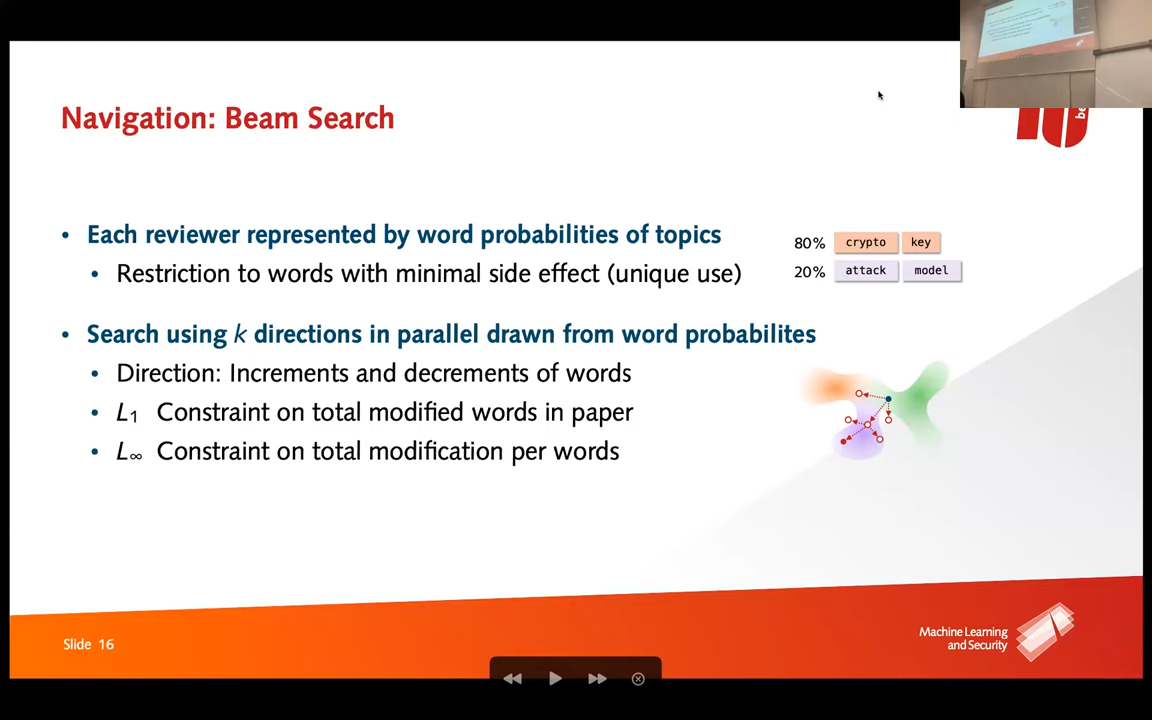 Navigation: Beam Search
• Each reviewer represented by word probabilities of topics
• Restriction to words with minimal side effect (unique use)
80% crypto key
20% attack model
• Search using k directions in parallel drawn from word probabilites
• Direction: Increments and decrements of words
• L₁ Constraint on total modified words in paper
• L∞ Constraint on total modification per words
Slide 16
Machine Learning
and Security